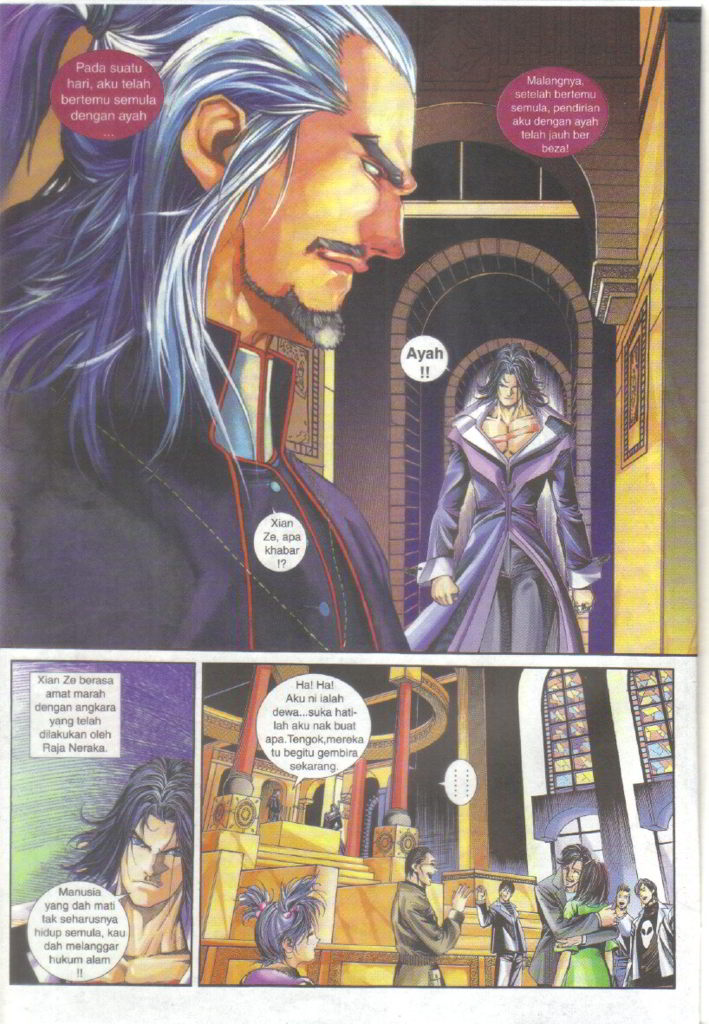 Pada suatu
hari, aku telah
bertemu semula
dengan ayah
...
Malangnya,
setelah bertemu
semula, pendirian
aku dengan ayah
telah jauh ber
beza!
Ayah
!!
Xian
Ze, apa
khabar
!?
Xian Ze berasa
amat marah
dengan angkara
yang telah
dilakukan oleh
Raja Neraka.
Manusia
yang dah mati
tak seharusnya
hidup semula, kau
dah melanggar
hukum alam
!!
Ha! Ha!
Aku ni ialah
dewa...suka hati-
lah aku nak buat
apa.Tengok,mereka
tu begitu gembira
sekarang.
......